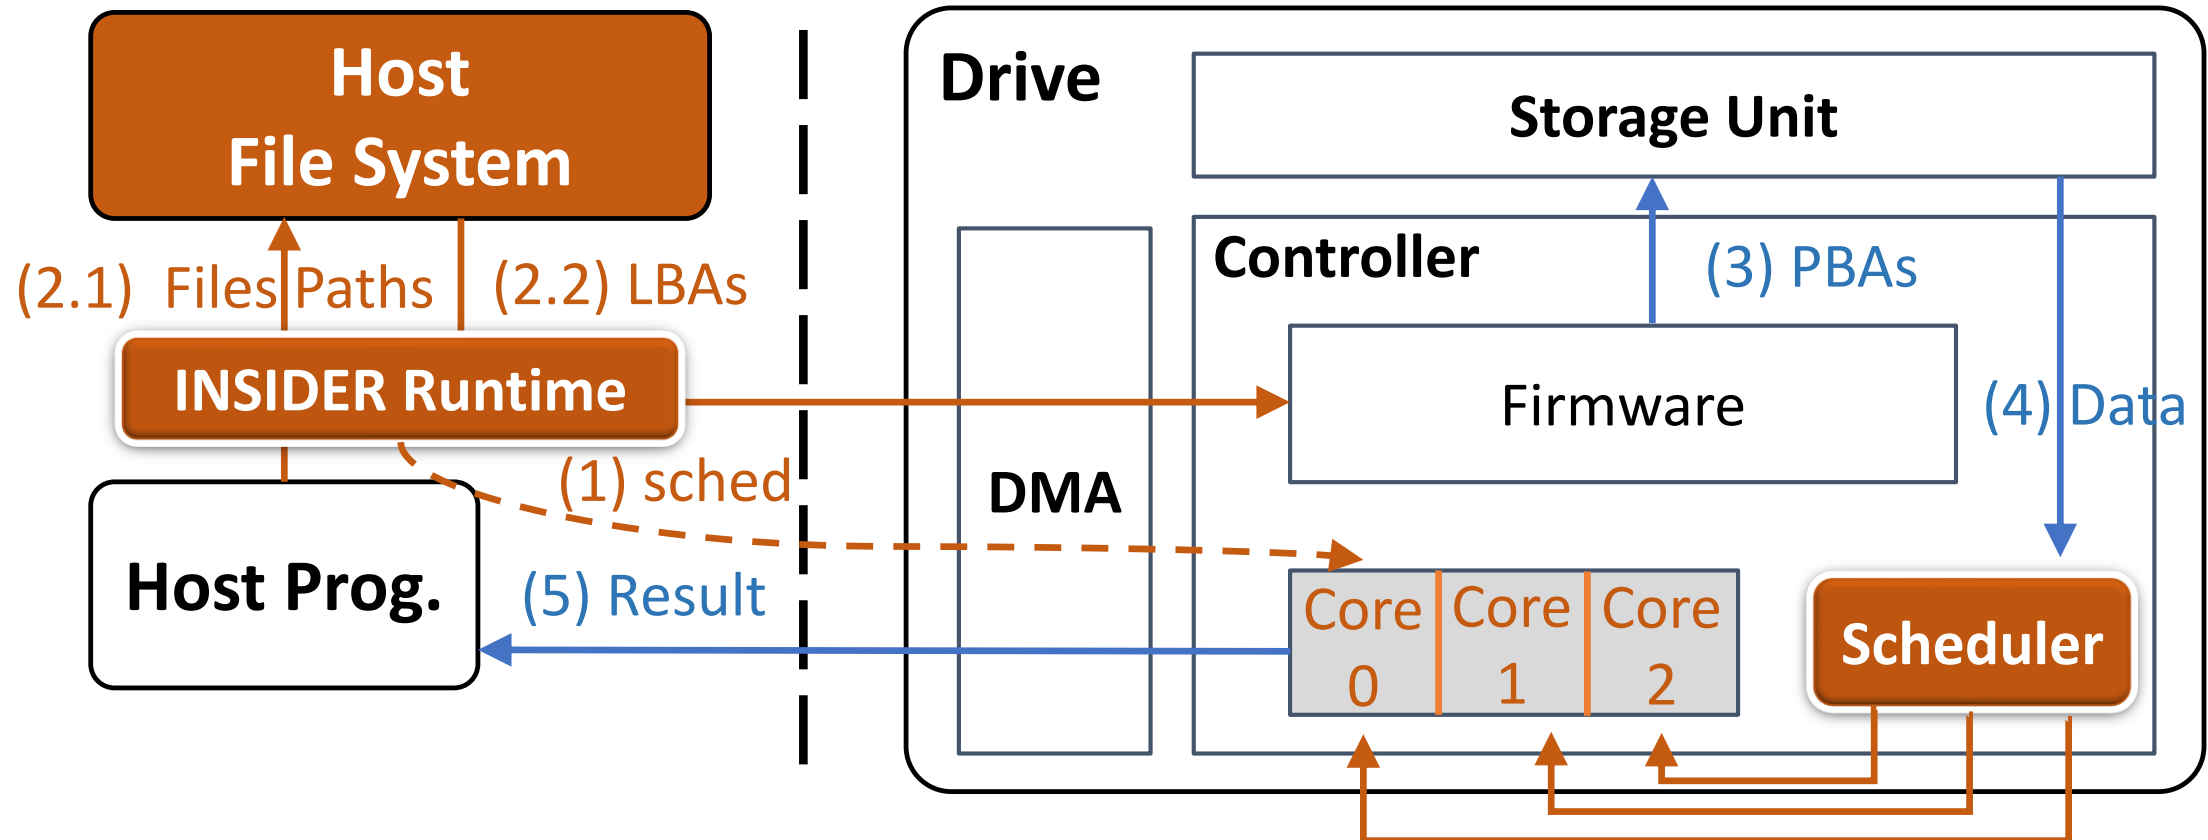 Host
File System
(2.1) Files Paths
(2.2) LBAs
INSIDER Runtime
(1) sched
Host Prog.
(5) Result
Drive
Storage Unit
DMA
Controller
(3) PBAs
Firmware
(4) Data
Core
0
Core
1
Core
2
Scheduler